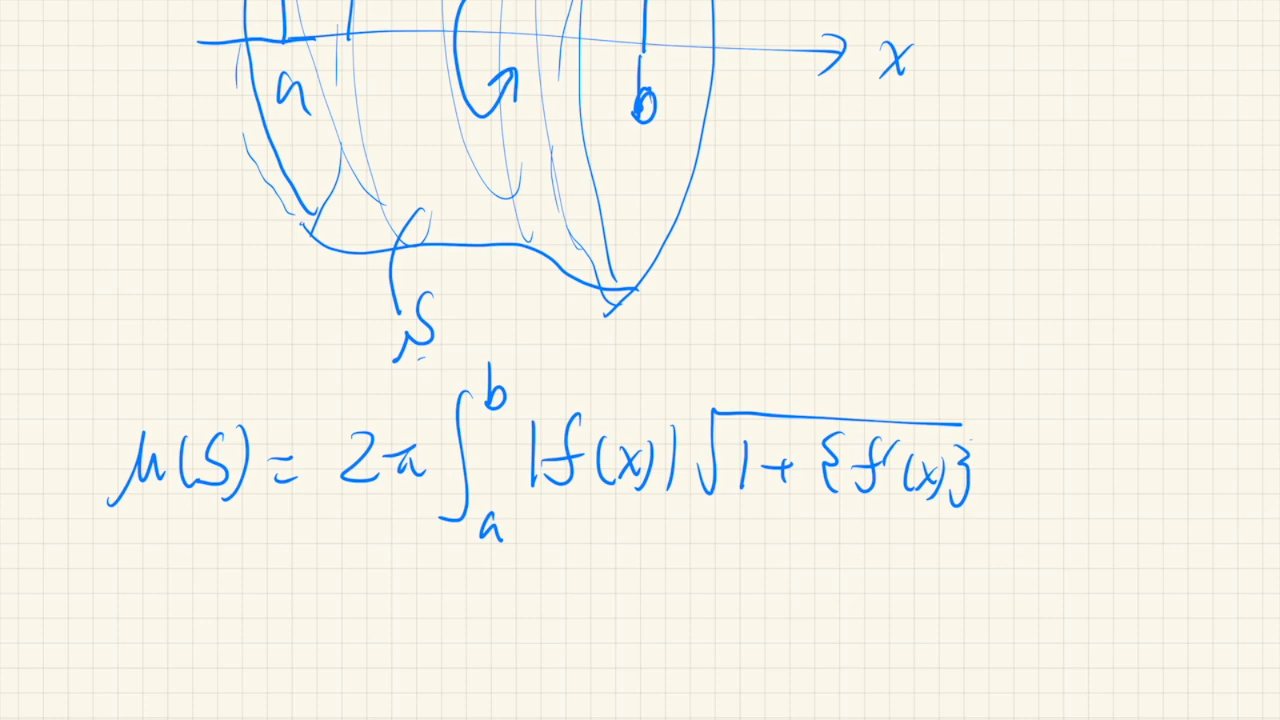 x
a
b
S
μ(S) = 2π ∫_a^b |f(x)| √(1 + {f'(x)}